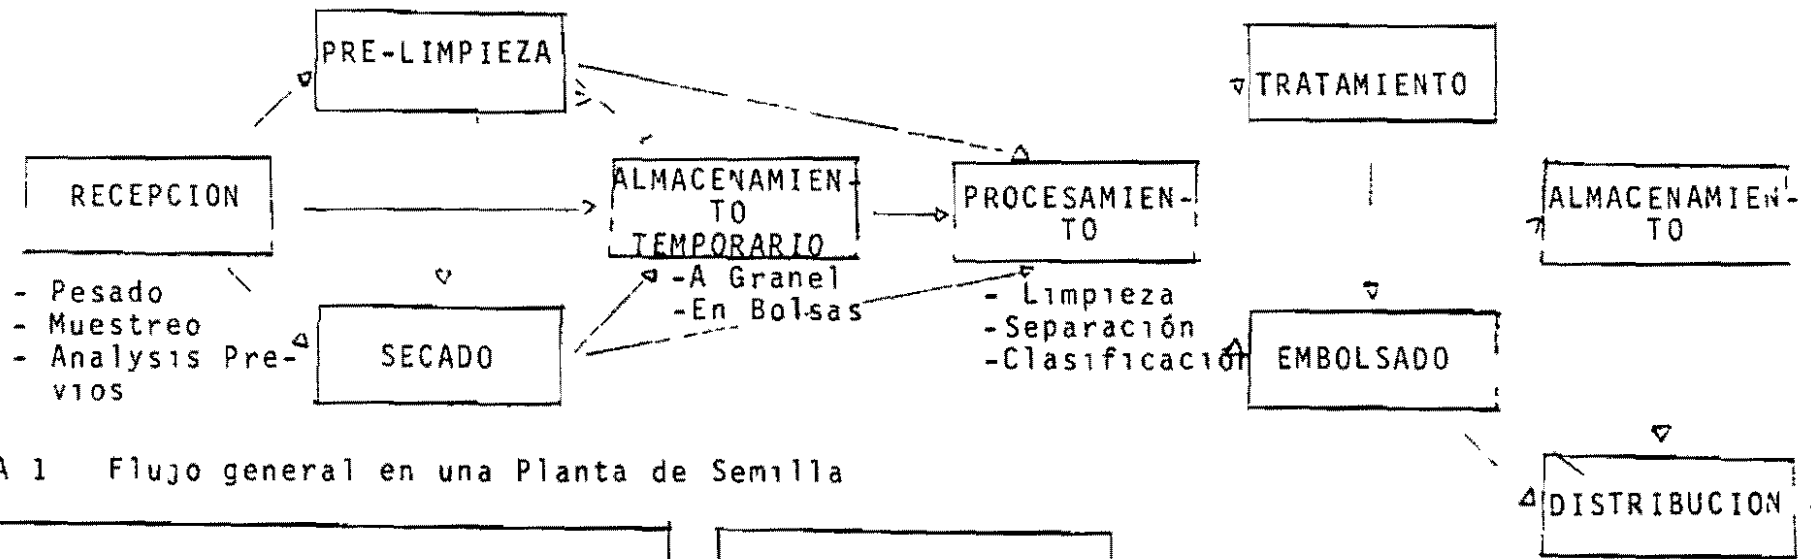 PRE-LIMPIEZA
TRATAMIENTO
RECEPCION
ALMACENAMIEN-
TO
TEMPORARIO
PROCESAMIEN-
TO
ALMACENAMIEN-
TO
- Pesado
- Muestreo
- Analysis Pre-
vios
SECADO
-A Granel
-En Bolsas
- Limpieza
-Separación
-Clasificación
EMBOLSADO
DISTRIBUCION
A 1 Flujo general en una Planta de Semilla